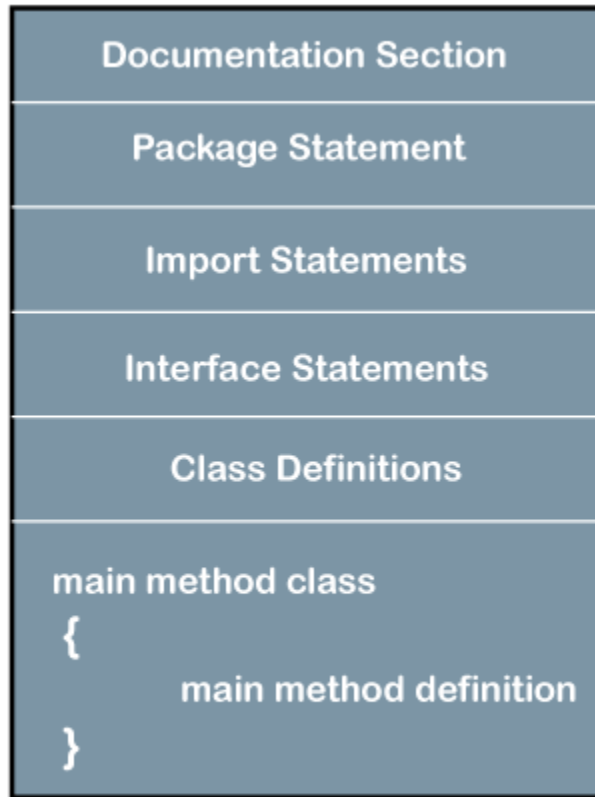 Documentation Section
Package Statement
Import Statements
Interface Statements
Class Definitions
main method class
{
main method definition
}